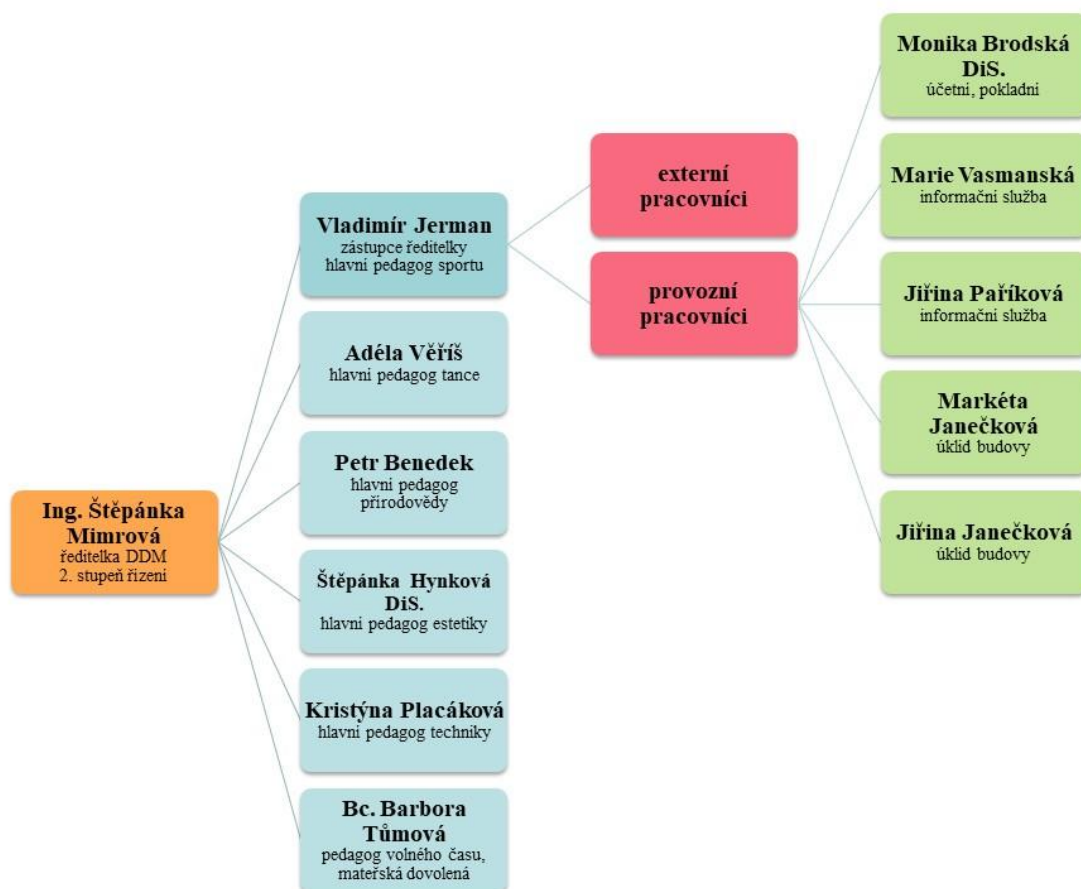 Ing. Štěpánka
Mimrová
ředitelka DDM
2. stupeň řízení
Vladimír Jerman
zástupce ředitelky
hlavní pedagog sportu
Adéla Věříš
hlavní pedagog tance
Petr Benedek
hlavní pedagog
přírodovědy
Štěpánka Hynková
DiS.
hlavní pedagog estetiky
Kristýna Placáková
hlavní pedagog techniky
Bc. Barbora
Tůmová
pedagog volného času,
mateřská dovolená
externí
pracovníci
provozní
pracovníci
Monika Brodská
DiS.
účetní, pokladní
Marie Vasmanská
informační služba
Jiřina Paříková
informační služba
Markéta
Janečková
úklid budovy
Jiřina Janečková
úklid budovy